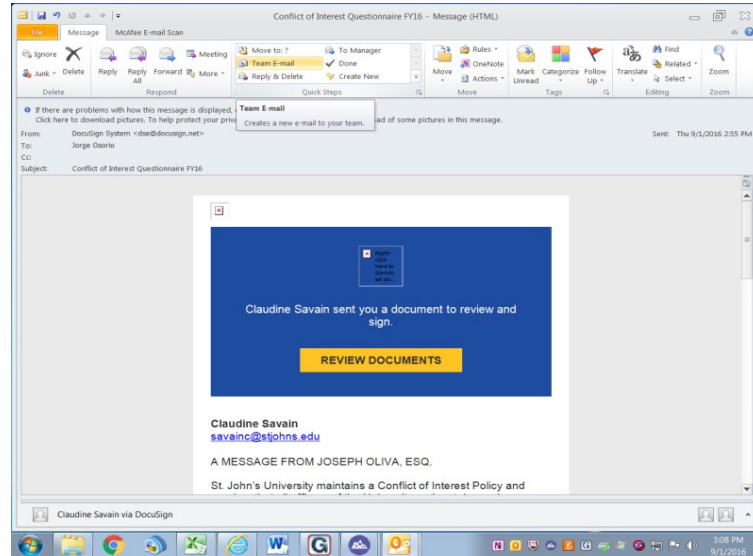 Conflict of Interest Questionnaire FY16 - Message (HTML)
File Message McAfee E-mail Scan
Ignore Delete Reply Reply All Forward Meeting Move to: ? To Manager Move Rules Mark Unread Categorize Follow Up Translate Find Zoom
Junk More Team E-mail Done OneNote Related
Reply & Delete Create New Actions Select
Delete Respond Quick Steps Move Tags Editing Zoom
If there are problems with how this message is displayed,
Team E-mail
Click here to download pictures. To help protect your priv
Creates a new e-mail to your team.
ad of some pictures in this message.
From: DocuSign System <dse@docusign.net> Sent: Thu 9/1/2016 2:55 PM
To: Jorge Osorio
Cc:
Subject: Conflict of Interest Questionnaire FY16
Right-click here to
Claudine Savain sent you a document to review and
sign.
REVIEW DOCUMENTS
Claudine Savain
savainc@stjohns.edu
A MESSAGE FROM JOSEPH OLIVA, ESQ.
St. John's University maintains a Conflict of Interest Policy and
Claudine Savain via DocuSign
3:08 PM
9/1/2016